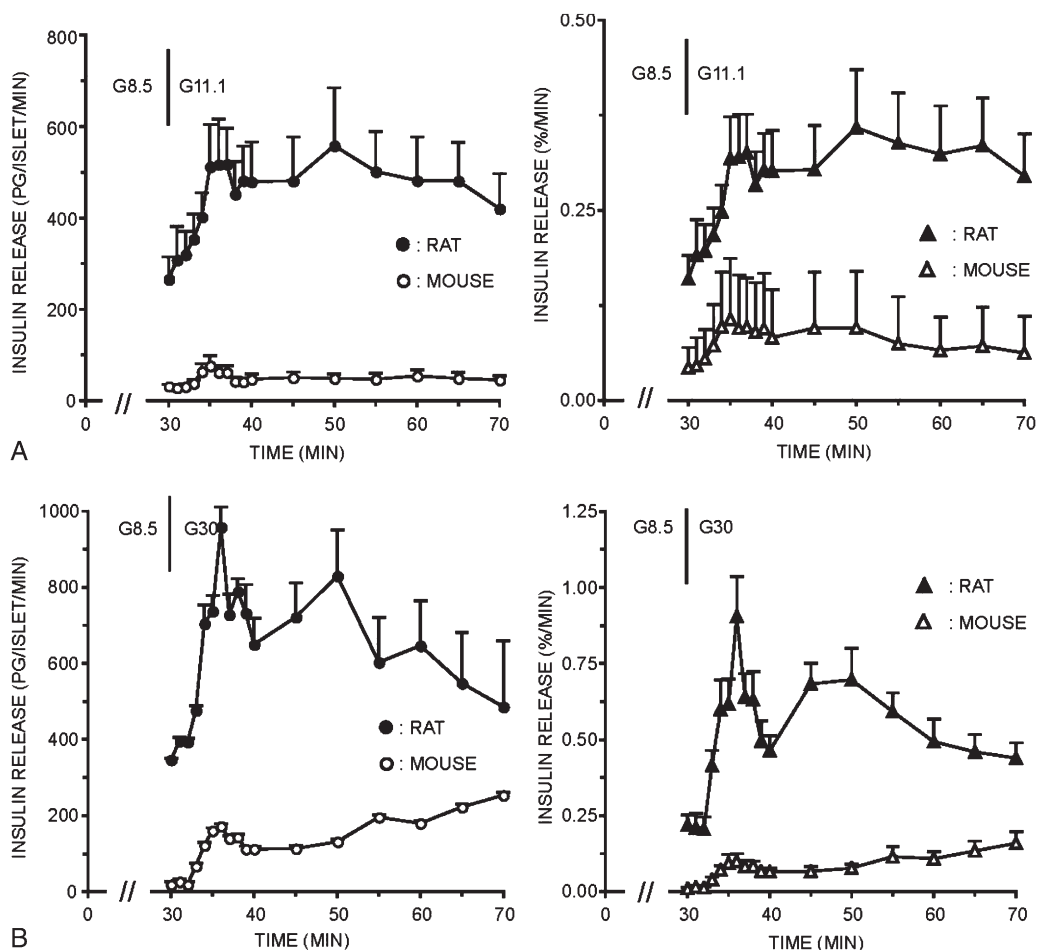 800
600
400
200
0
INSULIN RELEASE (PG/ISLET/MIN)
G8.5
G11.1
: RAT
: MOUSE
0
//
30
40
50
60
70
TIME (MIN)
A
0.50
0.25
0.00
INSULIN RELEASE (%/MIN)
G8.5
G11.1
: RAT
: MOUSE
0
//
30
40
50
60
70
TIME (MIN)
1000
800
600
400
200
0
INSULIN RELEASE (PG/ISLET/MIN)
G8.5
G30
: RAT
: MOUSE
0
//
30
40
50
60
70
TIME (MIN)
B
1.25
1.00
0.75
0.50
0.25
0.00
INSULIN RELEASE (%/MIN)
G8.5
G30
: RAT
: MOUSE
0
//
30
40
50
60
70
TIME (MIN)